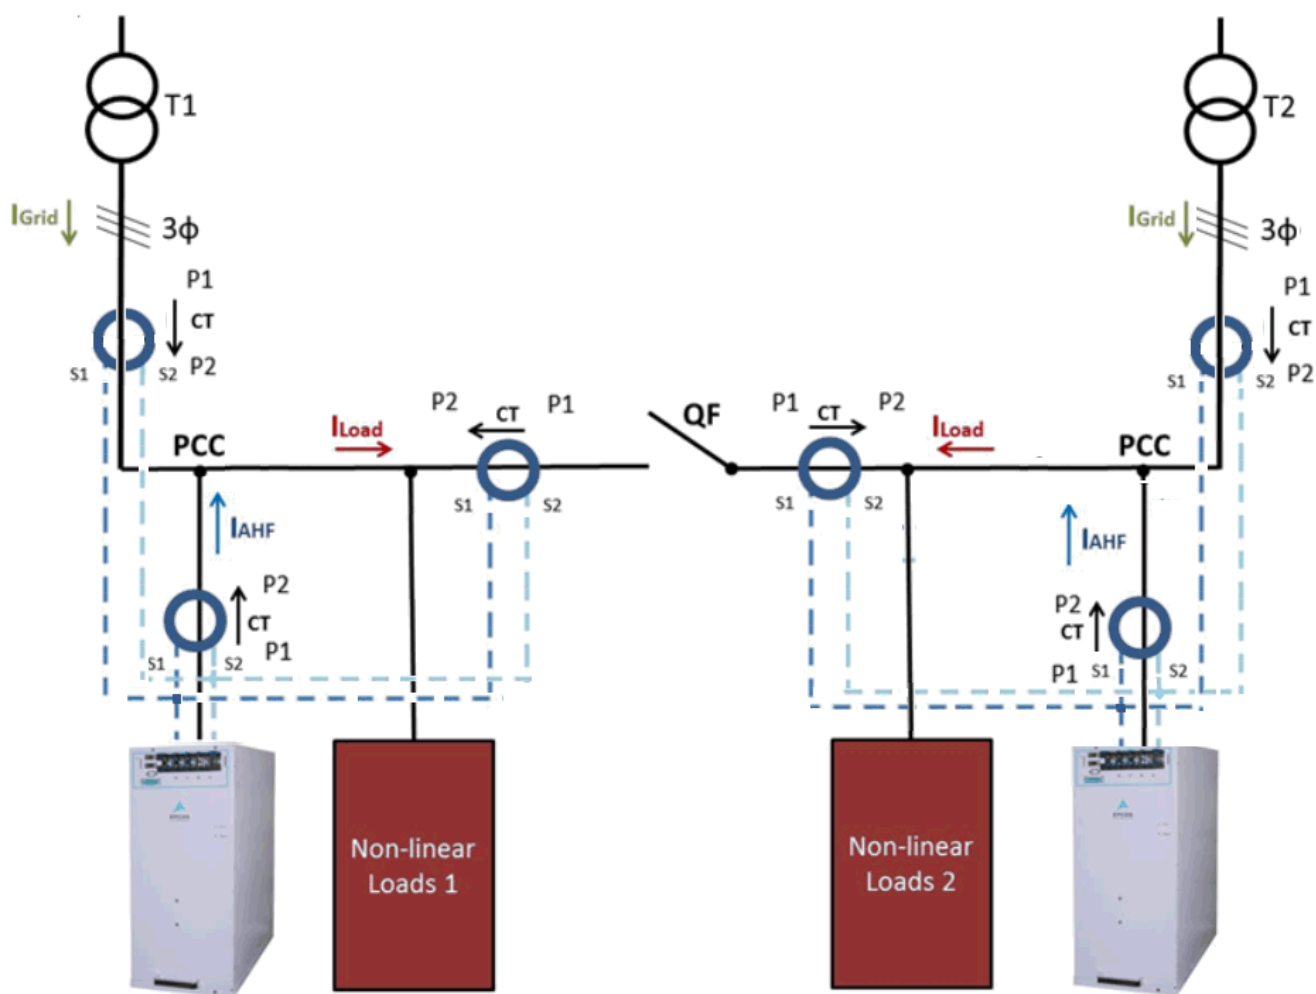 T1
IGrid
3ϕ
P1
CT
P2
S1
S2
PCC
ILoad
P2
CT
P1
S1
S2
IAHF
P2
CT
P1
S1
S2
Non-linear
Loads 1
QF
T2
IGrid
3ϕ
P1
CT
P2
S1
S2
P1
CT
P2
S1
S2
ILoad
PCC
IAHF
P2
CT
P1
S1
S2
Non-linear
Loads 2